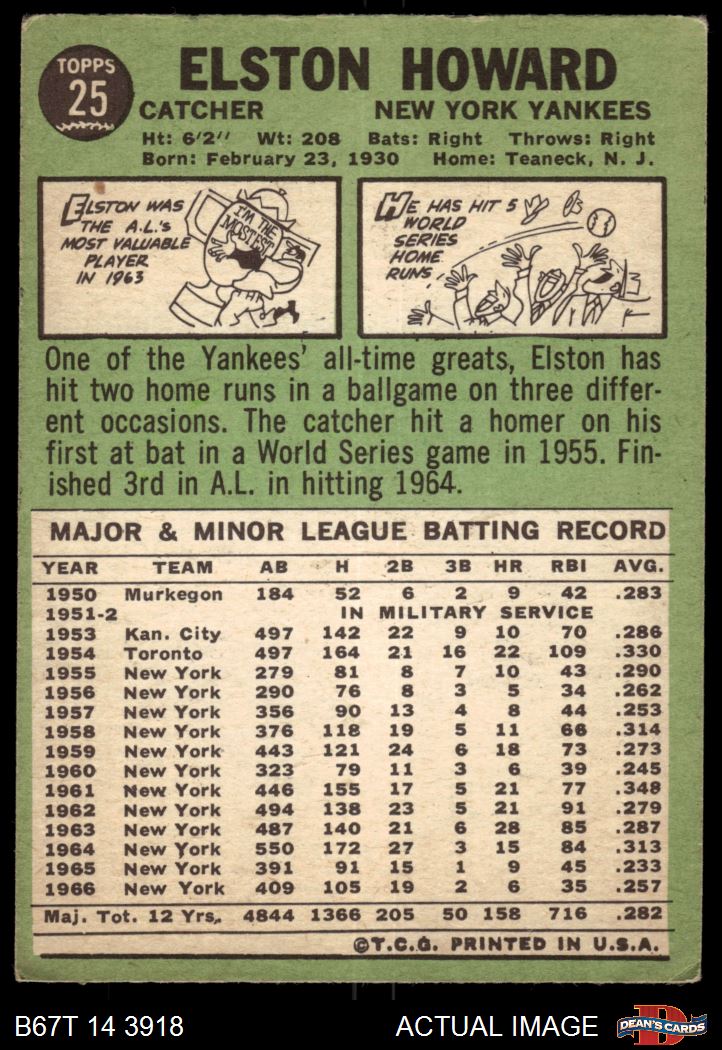 TOPPS
25
ELSTON HOWARD
CATCHER NEW YORK YANKEES
Ht: 6'2" Wt: 208 Bats: Right Throws: Right
Born: February 23, 1930 Home: Teaneck, N. J.
ELSTON WAS
THE A.L.'s
MOST VALUABLE
PLAYER
IN 1963
I'M THE
MOSTEST
HE HAS HIT 5
WORLD
SERIES
HOME
RUNS
One of the Yankees' all-time greats, Elston has
hit two home runs in a ballgame on three differ-
ent occasions. The catcher hit a homer on his
first at bat in a World Series game in 1955. Fin-
ished 3rd in A.L. in hitting 1964.
MAJOR & MINOR LEAGUE BATTING RECORD
YEAR TEAM AB H 2B 3B HR RBI AVG.
1950 Murkegon 184 52 6 2 9 42 .283
1951-2 IN MILITARY SERVICE
1953 Kan. City 497 142 22 9 10 70 .286
1954 Toronto 497 164 21 16 22 109 .330
1955 New York 279 81 8 7 10 43 .290
1956 New York 290 76 8 3 5 34 .262
1957 New York 356 90 13 4 8 44 .253
1958 New York 376 118 19 5 11 66 .314
1959 New York 443 121 24 6 18 73 .273
1960 New York 323 79 11 3 6 39 .245
1961 New York 446 155 17 5 21 77 .348
1962 New York 494 138 23 5 21 91 .279
1963 New York 487 140 21 6 28 85 .287
1964 New York 550 172 27 3 15 84 .313
1965 New York 391 91 15 1 9 45 .233
1966 New York 409 105 19 2 6 35 .257
Maj. Tot. 12 Yrs. 4844 1366 205 50 158 716 .282
©T.C.G. PRINTED IN U.S.A.
B67T 14 3918 ACTUAL IMAGE
D
DEAN'S CARDS